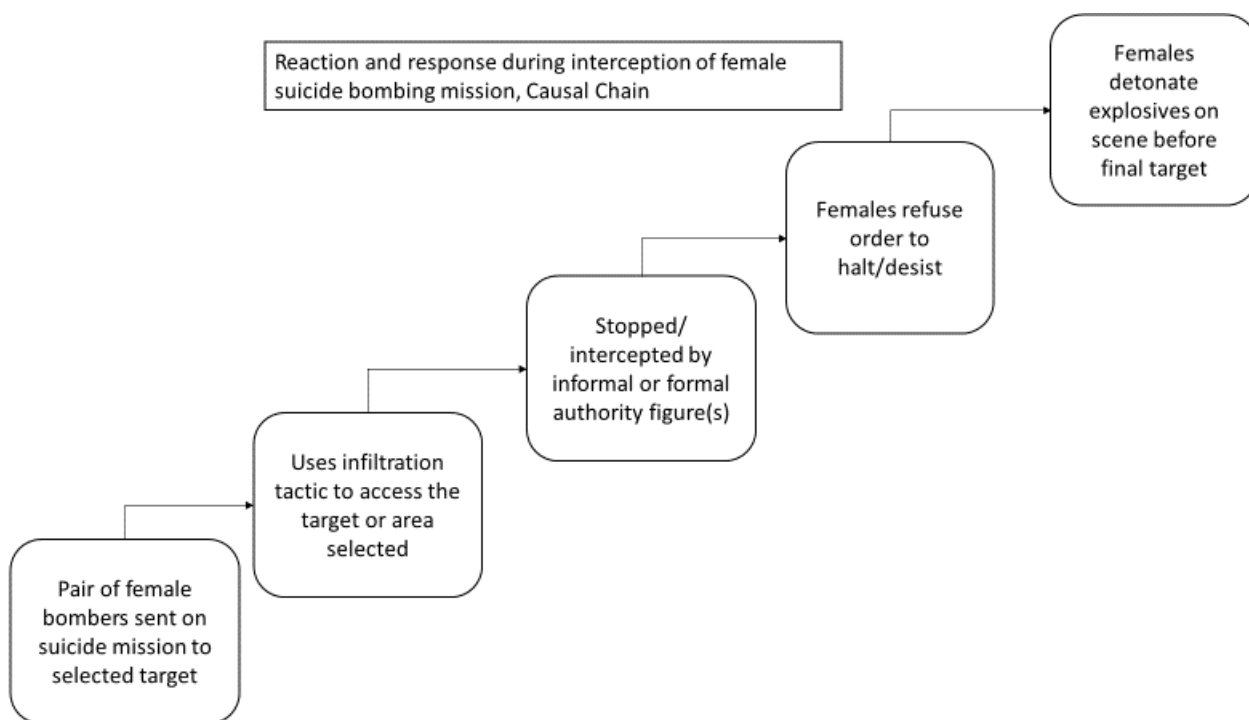 Reaction and response during interception of female
suicide bombing mission, Causal Chain
Females
detonate
explosives on
scene before
final target
Females refuse
order to
halt/desist
Stopped/
intercepted by
informal or formal
authority figure(s)
Uses infiltration
tactic to access the
target or area
selected
Pair of female
bombers sent on
suicide mission to
selected target